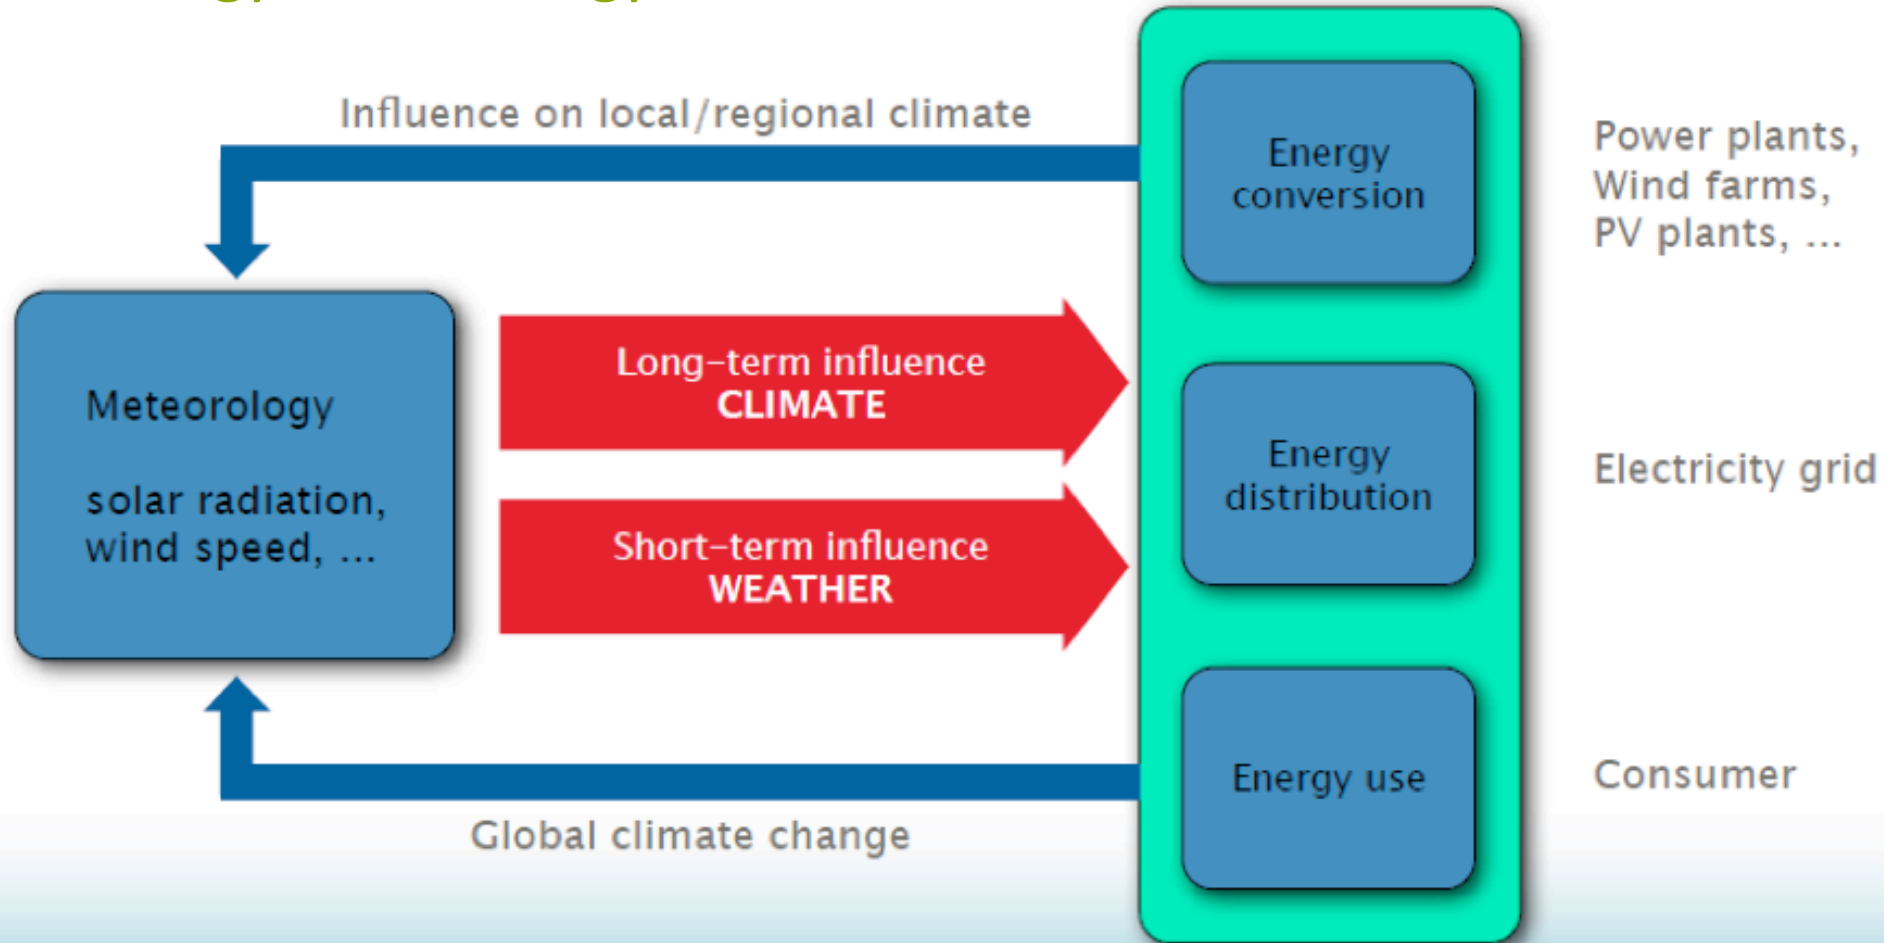 Influence on local/regional climate
Energy
conversion
Power plants,
Wind farms,
PV plants, ...
Meteorology
solar radiation,
wind speed, ...
Long-term influence
CLIMATE
Short-term influence
WEATHER
Energy
distribution
Electricity grid
Energy use
Consumer
Global climate change